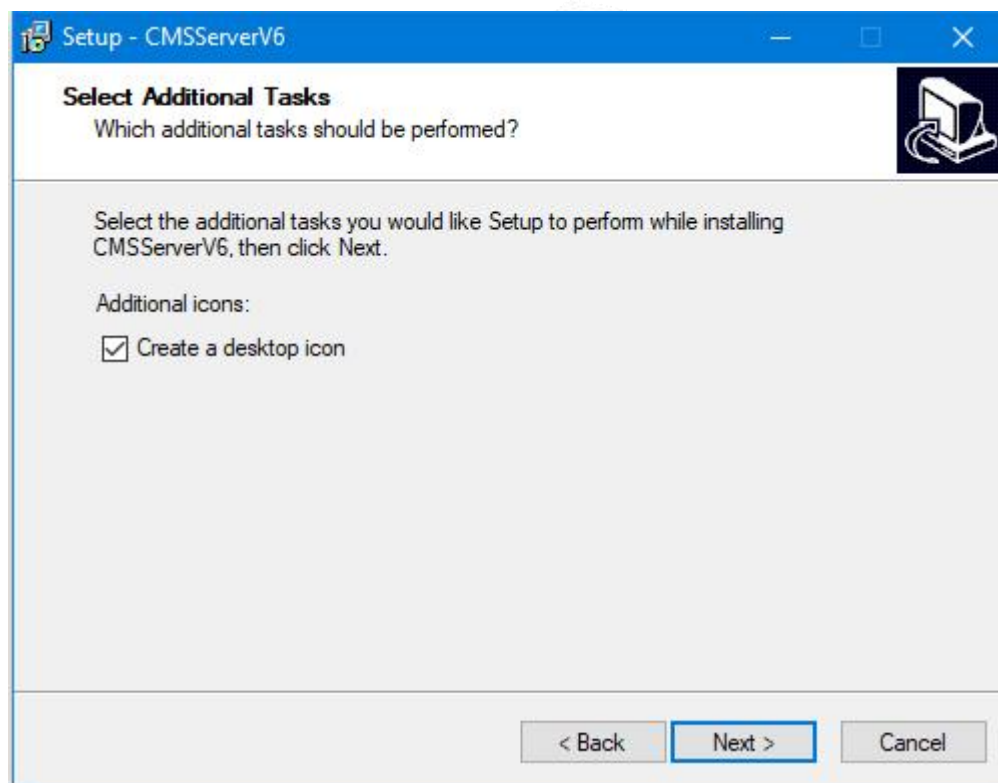 Setup - CMSServerV6
Select Additional Tasks
Which additional tasks should be performed?
Select the additional tasks you would like Setup to perform while installing
CMSServerV6, then click Next.
Additional icons:
Create a desktop icon
< Back Next > Cancel